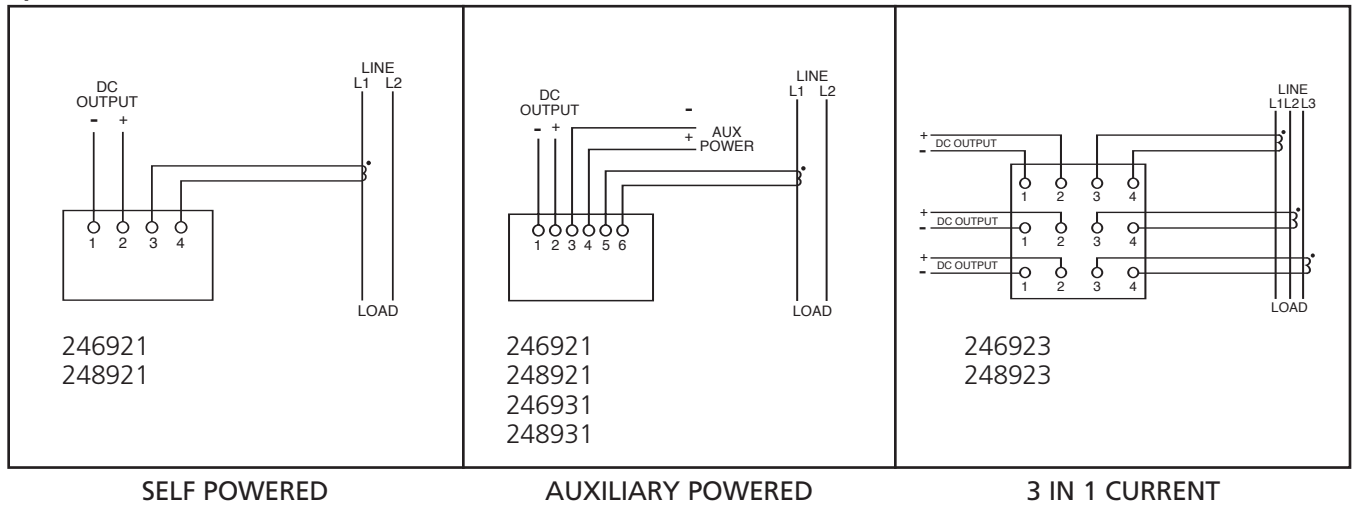 LINE
L1 L2
DC
OUTPUT
- +
1 2 3 4
LOAD
246921
248921
SELF POWERED
LINE
L1 L2
DC
OUTPUT
- +
-
+ AUX
POWER
1 2 3 4 5 6
LOAD
246921
248921
246931
248931
AUXILIARY POWERED
LINE
L1L2L3
+
- DC OUTPUT
1 2 3 4
+
- DC OUTPUT
1 2 3 4
+
- DC OUTPUT
1 2 3 4
LOAD
246923
248923
3 IN 1 CURRENT